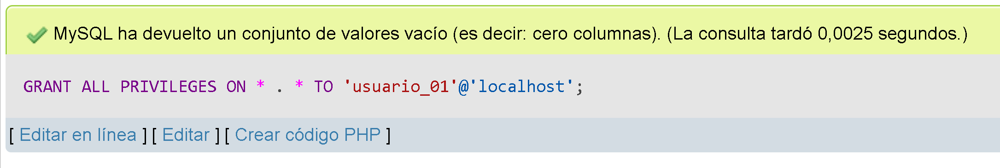 MySQL ha devuelto un conjunto de valores vacío (es decir: cero columnas). (La consulta tardó 0,0025 segundos.)
GRANT ALL PRIVILEGES ON * . * TO 'usuario_01'@'localhost';
[ Editar en línea ] [ Editar ] [ Crear código PHP ]